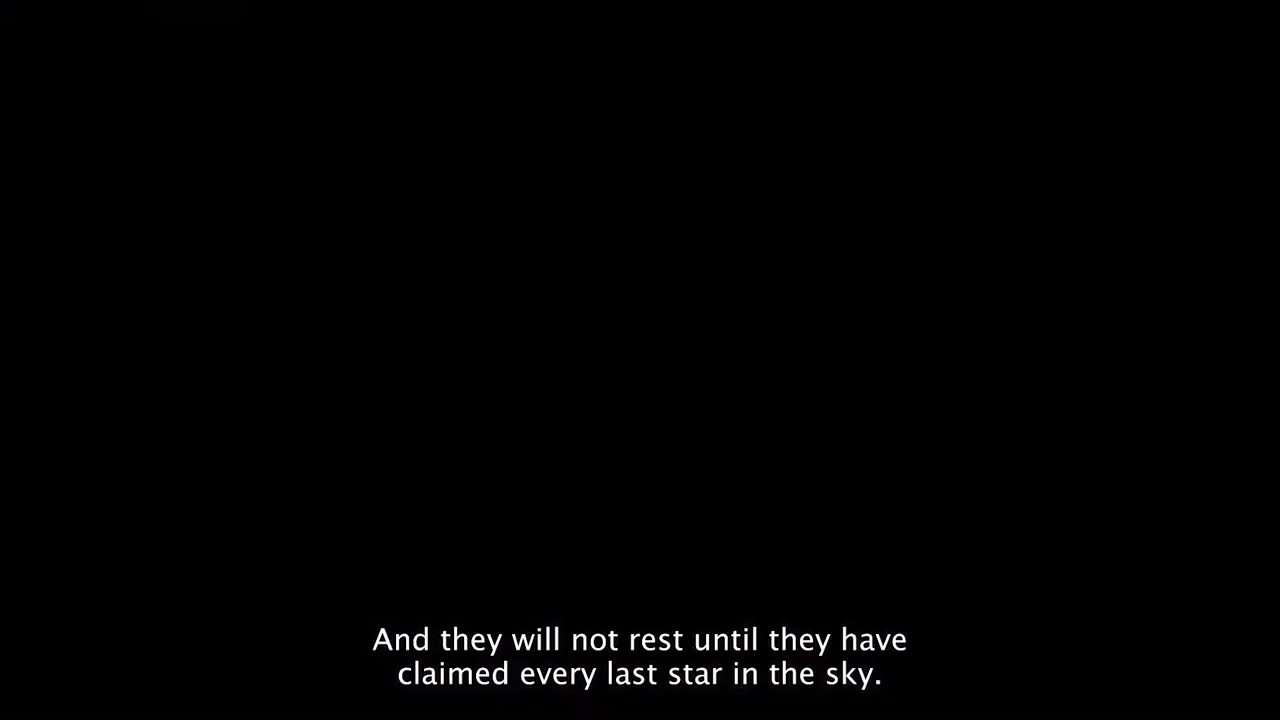 And they will not rest until they have
claimed every last star in the sky.